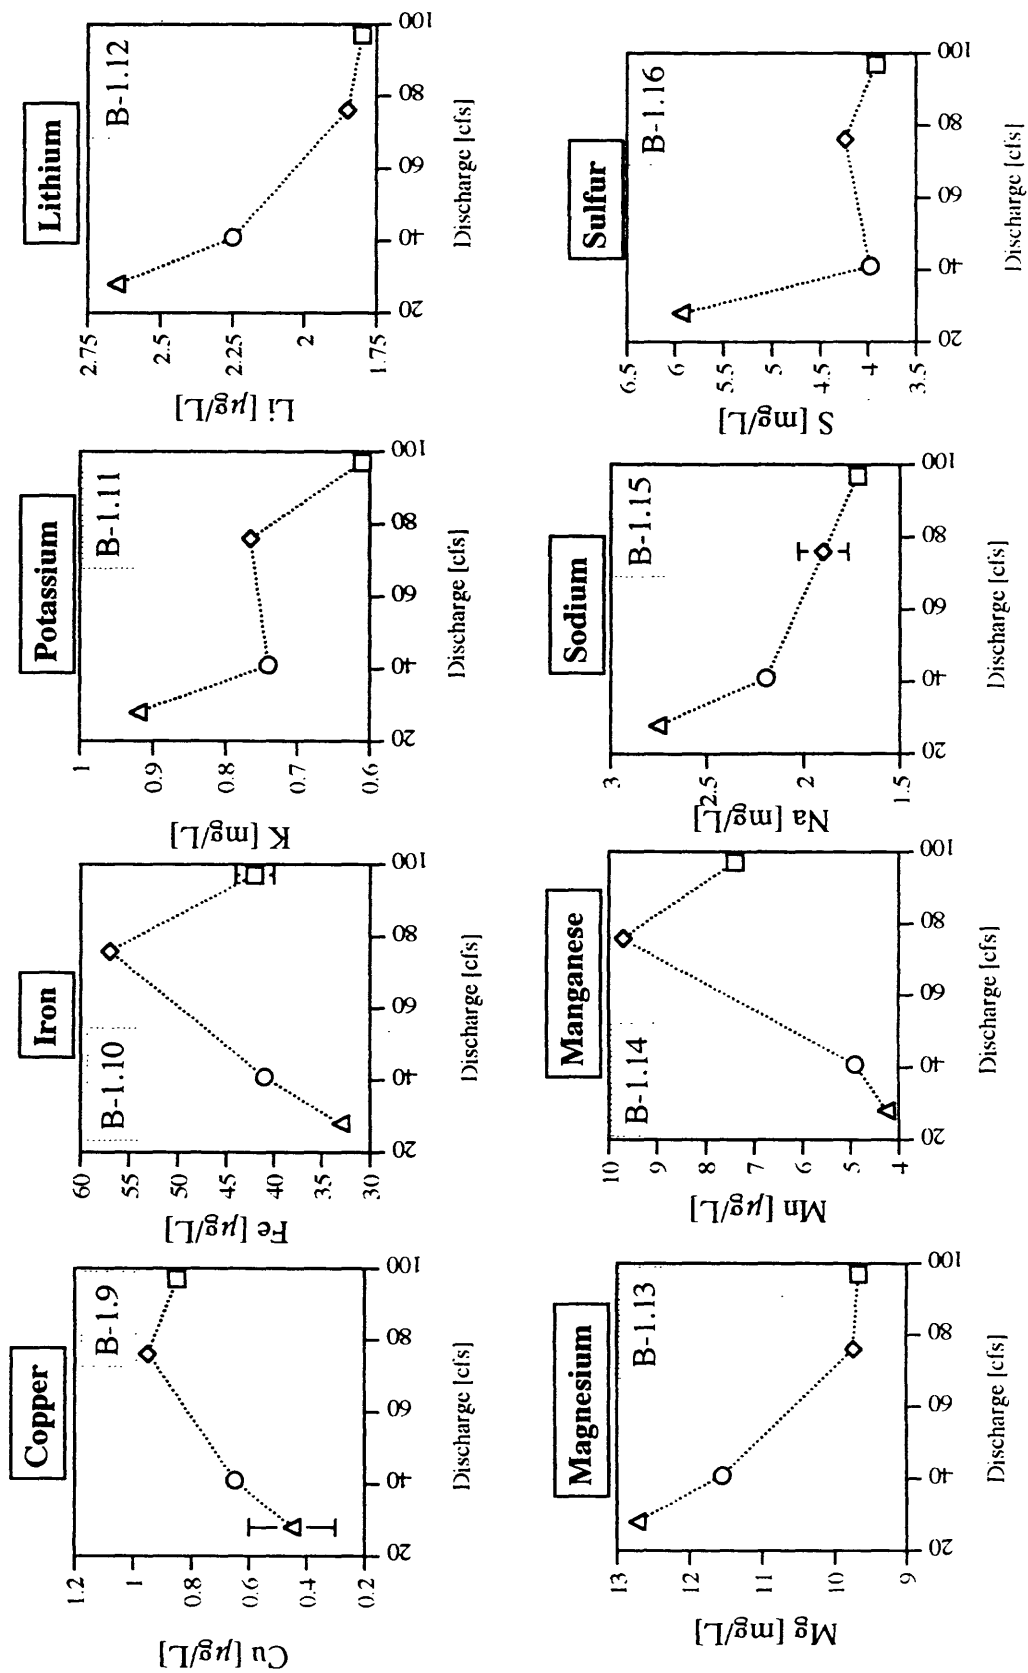 Copper
B-1.9
Cu [µg/L]
1.2
1
0.8
0.6
0.4
0.2
20
40
60
80
100
Discharge [cfs]
Iron
B-1.10
Fe [µg/L]
60
55
50
45
40
35
30
20
40
60
80
100
Discharge [cfs]
Potassium
B-1.11
K [mg/L]
1
0.9
0.8
0.7
0.6
20
40
60
80
100
Discharge [cfs]
Lithium
B-1.12
Li [µg/L]
2.75
2.5
2.25
2
1.75
20
40
60
80
100
Discharge [cfs]
Magnesium
B-1.13
Mg [mg/L]
13
12
11
10
9
20
40
60
80
100
Discharge [cfs]
Manganese
B-1.14
Mn [µg/L]
10
9
8
7
6
5
4
20
40
60
80
100
Discharge [cfs]
Sodium
B-1.15
Na [mg/L]
3
2.5
2
1.5
20
40
60
80
100
Discharge [cfs]
Sulfur
B-1.16
S [mg/L]
6.5
6
5.5
5
4.5
4
3.5
20
40
60
80
100
Discharge [cfs]